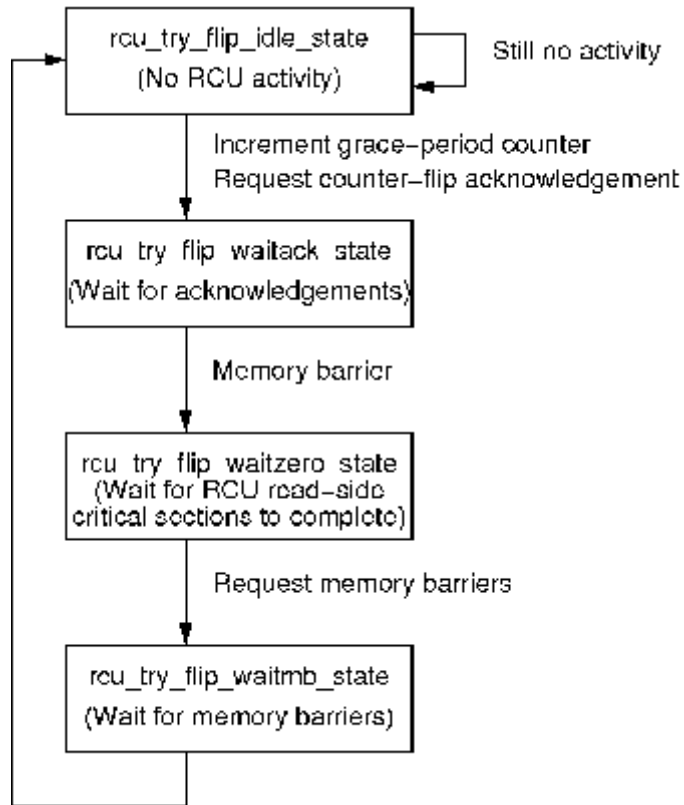 rcu_try_flip_idle_state
(No RCU activity)
Still no activity
Increment grace-period counter
Request counter-flip acknowledgement
rcu try flip waitack state
(Wait for acknowledgements)
Memory barrier
rcu try flip waitzero state
(Wait for RCU read-side
critical sections to complete)
Request memory barriers
rcu_try_flip_waitmb_state
(Wait for memory barriers)